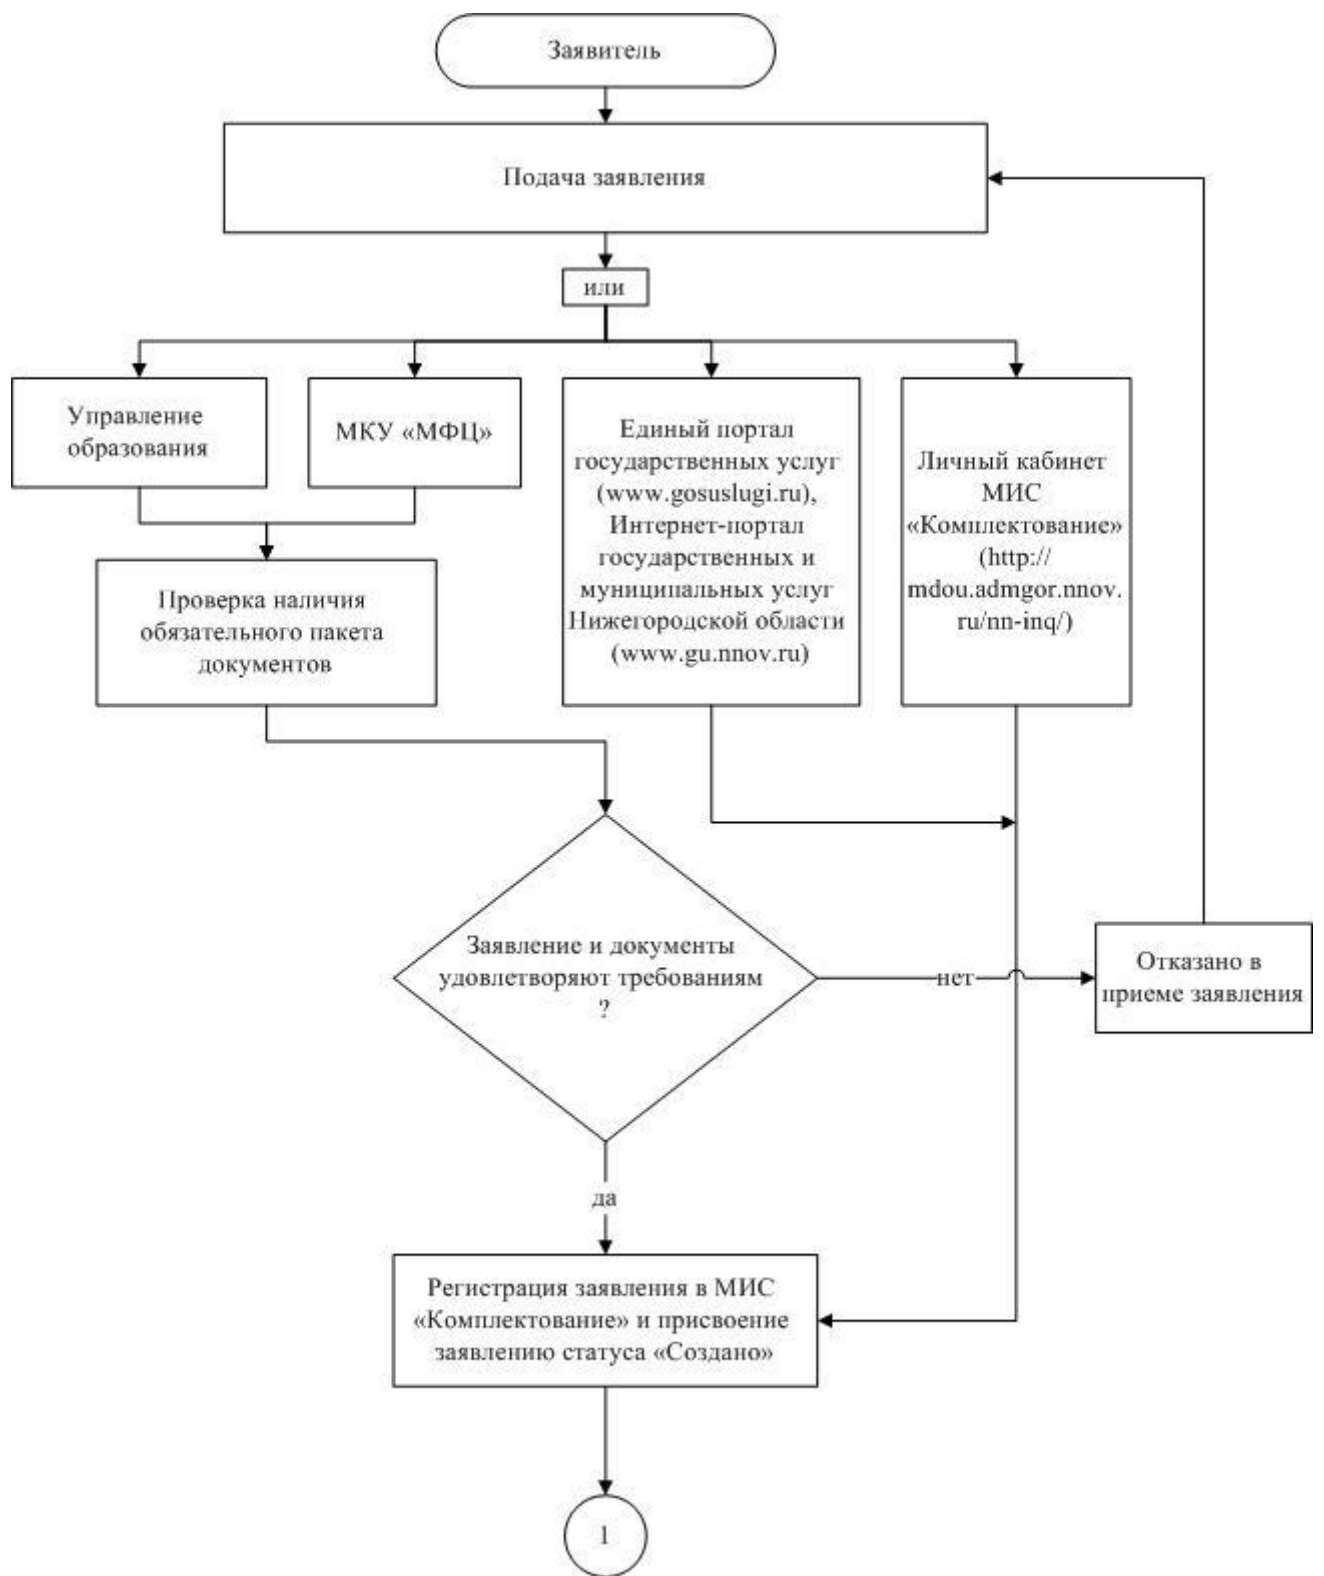 Заявитель
Подача заявления
или
Управление
образования
МКУ «МФЦ»
Единый портал
государственных услуг
(www.gosuslugi.ru),
Интернет-портал
государственных и
муниципальных услуг
Нижегородской области
(www.gu.nnov.ru)
Личный кабинет
МИС
«Комплектование»
(http://
mdou.admgor.nnov.
ru/nn-inq/)
Проверка наличия
обязательного пакета
документов
Заявление и документы
удовлетворяют требованиям
?
нет
Отказано в
приеме заявления
да
Регистрация заявления в МИС
«Комплектование» и присвоение
заявлению статуса «Создано»
1